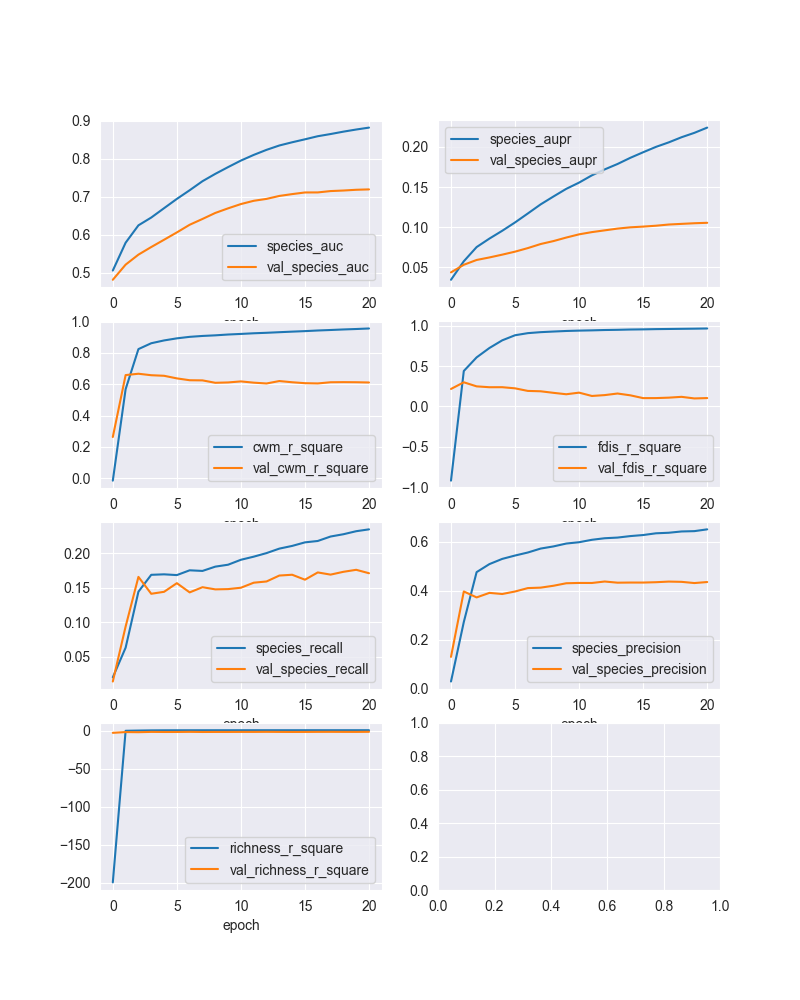 0.9
0.8
0.7
0.6
0.5
species_auc
val_species_auc
0 5 10 15 20
epoch
0.20
0.15
0.10
0.05
species_aupr
val_species_aupr
0 5 10 15 20
epoch
1.0
0.8
0.6
0.4
0.2
0.0
cwm_r_square
val_cwm_r_square
0 5 10 15 20
epoch
1.0
0.5
0.0
−0.5
−1.0
fdis_r_square
val_fdis_r_square
0 5 10 15 20
epoch
0.20
0.15
0.10
0.05
species_recall
val_species_recall
0 5 10 15 20
epoch
0.6
0.4
0.2
0.0
species_precision
val_species_precision
0 5 10 15 20
epoch
0
−50
−100
−150
−200
richness_r_square
val_richness_r_square
0 5 10 15 20
epoch
1.0
0.8
0.6
0.4
0.2
0.0
0.0 0.2 0.4 0.6 0.8 1.0